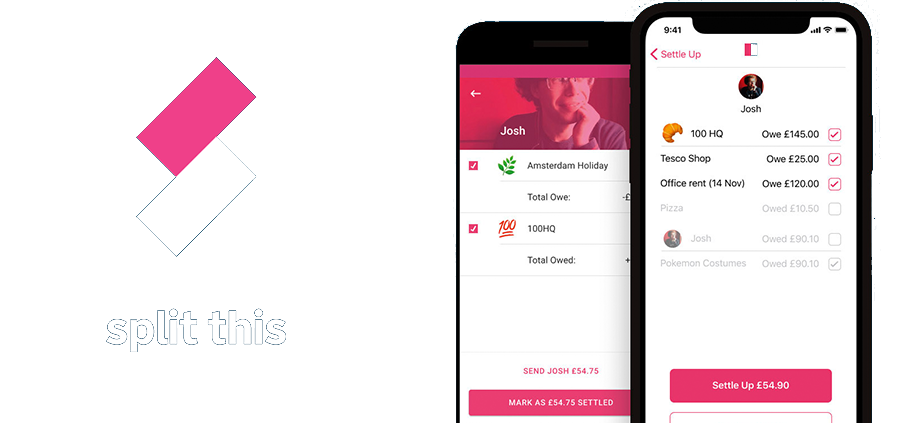 split this
Josh
Amsterdam Holiday
Total Owe: -£
100
100HQ
Total Owed: +
SEND JOSH £54.75
MARK AS £54.75 SETTLED
9:41
Settle Up
Josh
100 HQ Owe £145.00
Tesco Shop Owe £25.00
Office rent (14 Nov) Owe £120.00
Pizza Owed £10.50
Josh Owed £90.10
Pokemon Costumes Owed £90.10
Settle Up £54.90